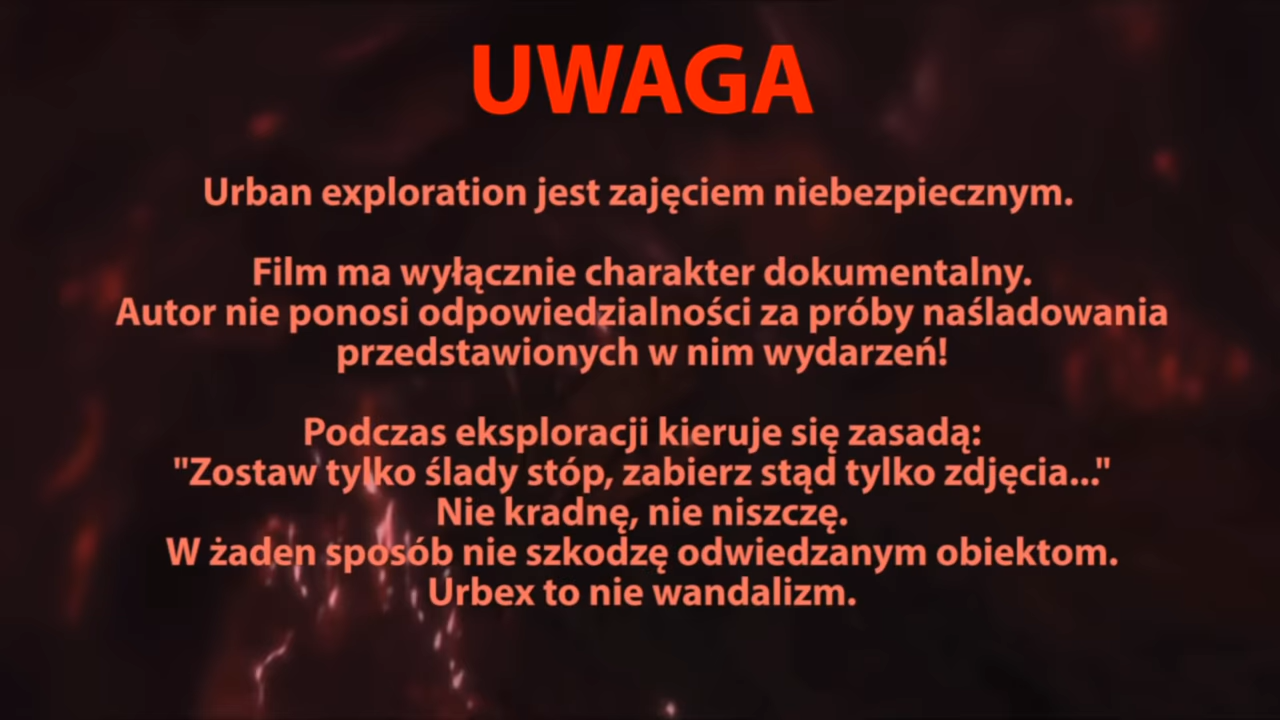 UWAGA
Urban exploration jest zajęciem niebezpiecznym.
Film ma wyłącznie charakter dokumentalny.
Autor nie ponosi odpowiedzialności za próby naśladowania
przedstawionych w nim wydarzeń!
Podczas eksploracji kieruje się zasadą:
"Zostaw tylko ślady stóp, zabierz stąd tylko zdjęcia..."
Nie kradnę, nie niszczę.
W żaden sposób nie szkodzę odwiedzanym obiektom.
Urbex to nie wandalizm.